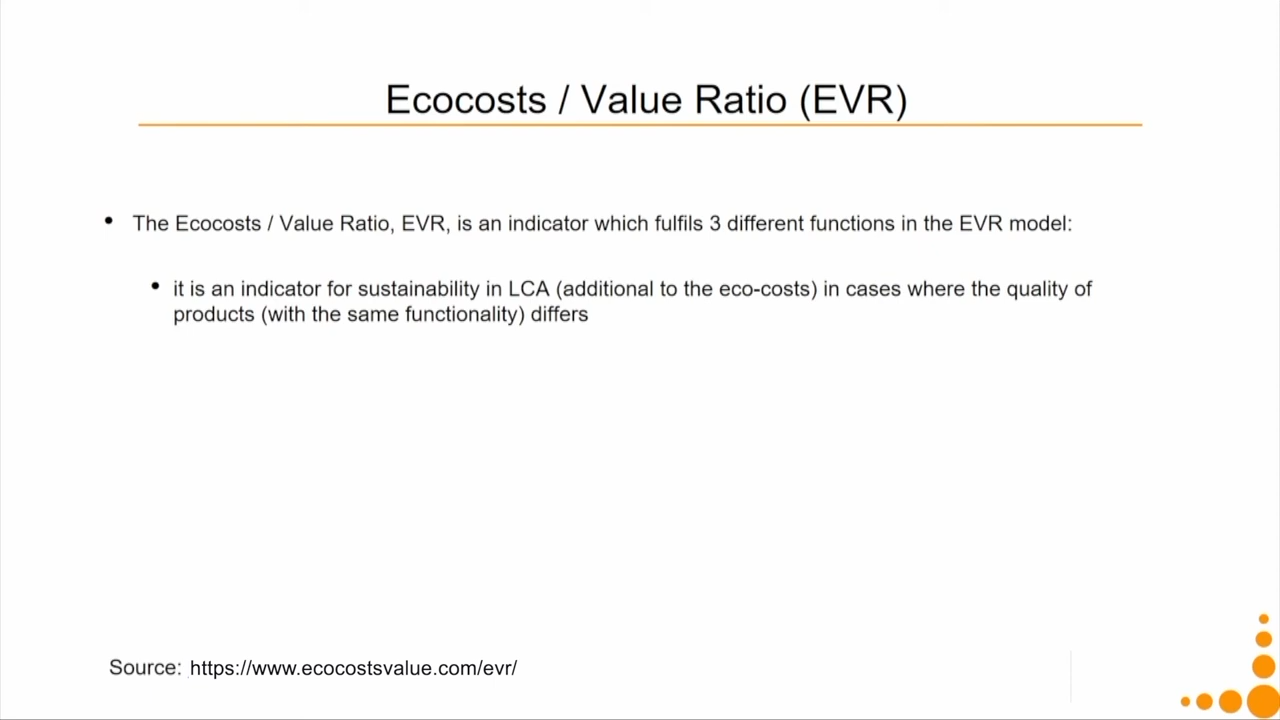 Ecocosts / Value Ratio (EVR)
• The Ecocosts / Value Ratio, EVR, is an indicator which fulfils 3 different functions in the EVR model:
• it is an indicator for sustainability in LCA (additional to the eco-costs) in cases where the quality of
products (with the same functionality) differs
Source: https://www.ecocostsvalue.com/evr/